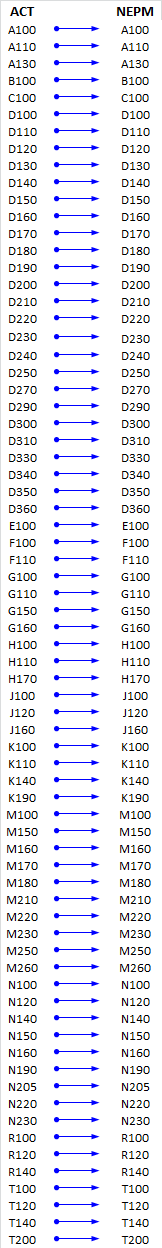 ACT NEPM
A100 A100
A110 A110
A130 A130
B100 B100
C100 C100
D100 D100
D110 D110
D120 D120
D130 D130
D140 D140
D150 D150
D160 D160
D170 D170
D180 D180
D190 D190
D200 D200
D210 D210
D220 D220
D230 D230
D240 D240
D250 D250
D270 D270
D290 D290
D300 D300
D310 D310
D330 D330
D340 D340
D350 D350
D360 D360
E100 E100
F100 F100
F110 F110
G100 G100
G110 G110
G150 G150
G160 G160
H100 H100
H110 H110
H170 H170
J100 J100
J120 J120
J160 J160
K100 K100
K110 K110
K140 K140
K190 K190
M100 M100
M150 M150
M160 M160
M170 M170
M180 M180
M210 M210
M220 M220
M230 M230
M250 M250
M260 M260
N100 N100
N120 N120
N140 N140
N150 N150
N160 N160
N190 N190
N205 N205
N220 N220
N230 N230
R100 R100
R120 R120
R140 R140
T100 T100
T120 T120
T140 T140
T200 T200